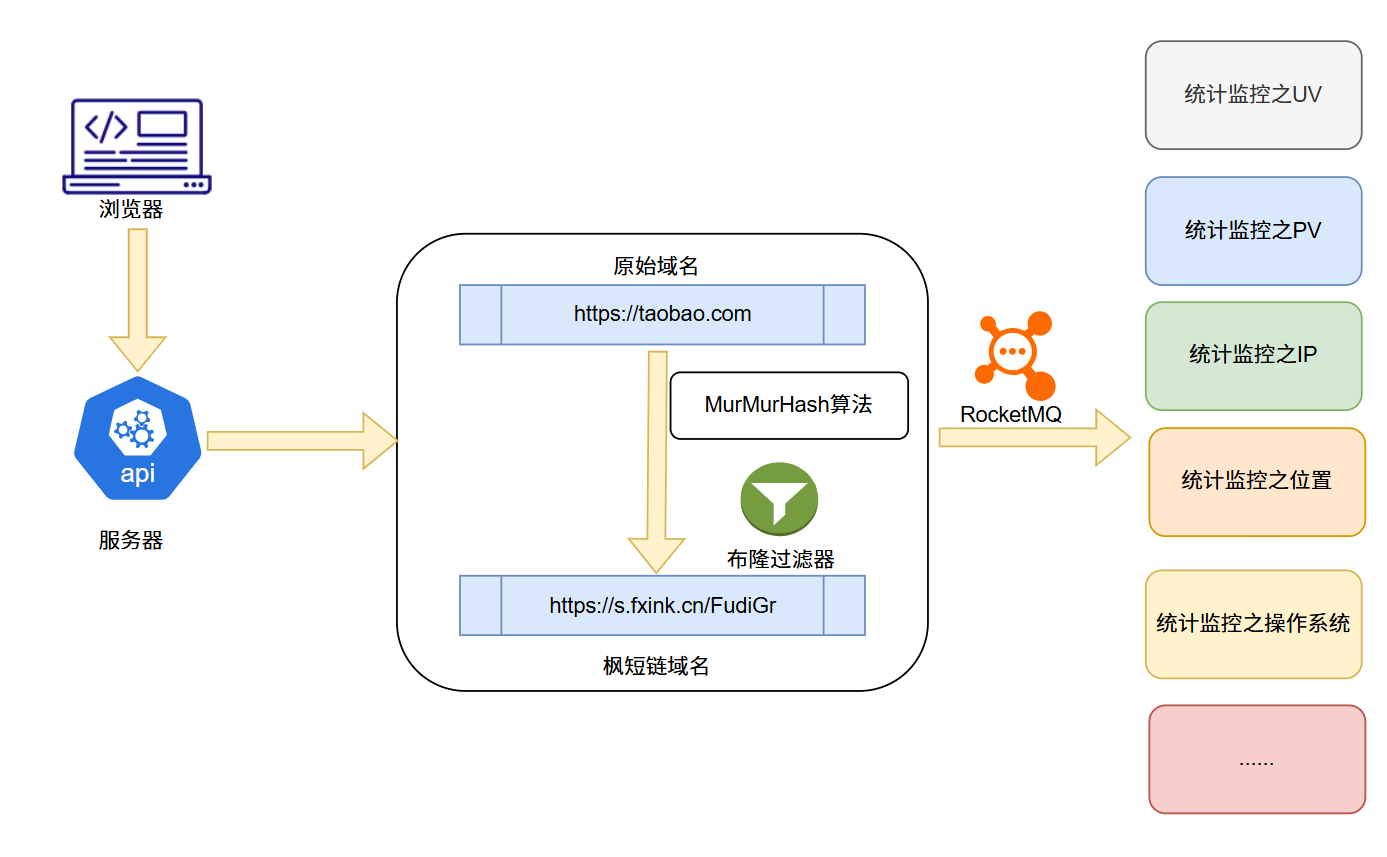 浏览器
api
服务器
原始域名
https://taobao.com
MurMurHash算法
布隆过滤器
https://s.fxink.cn/FudiGr
枫短链域名
RocketMQ
统计监控之UV
统计监控之PV
统计监控之IP
统计监控之位置
统计监控之操作系统
......